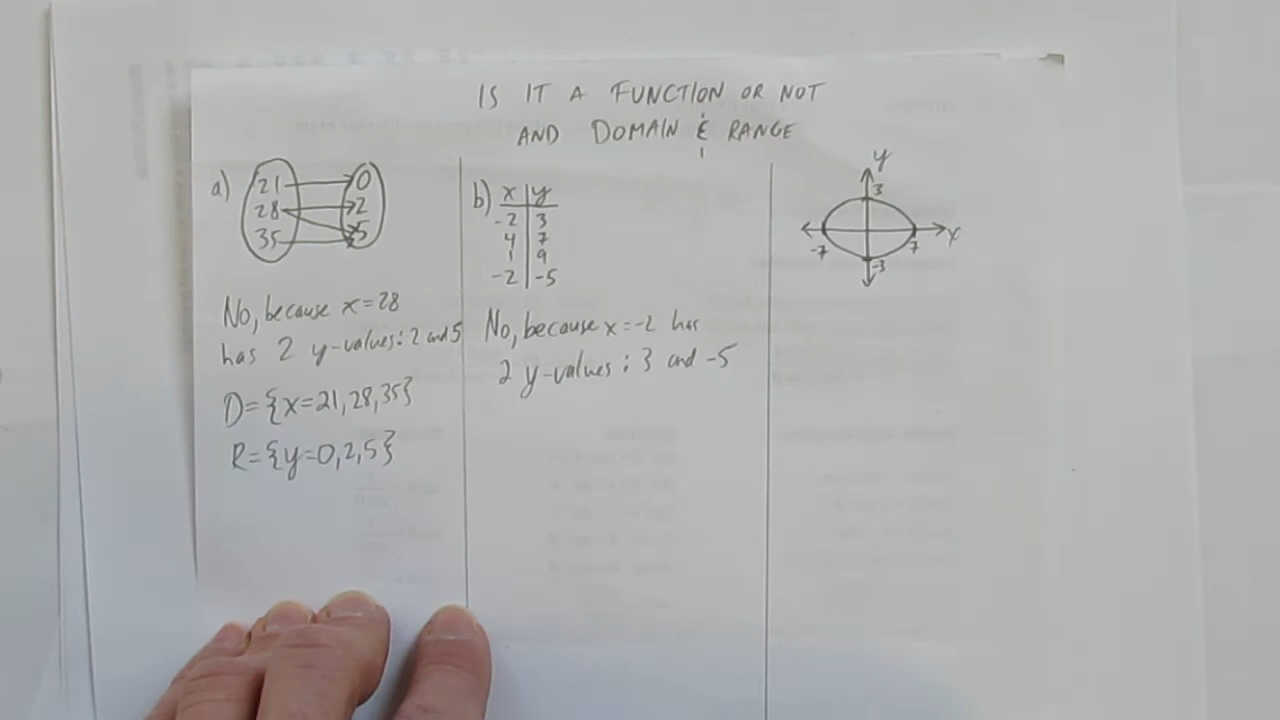 IS IT A FUNCTION OR NOT
AND DOMAIN & RANGE
a)
21 0
28 2
35 5
No, because x=28
has 2 y-values: 2 and 5
D={x=21,28,35}
R={y=0,2,5}
b)
x y
-2 3
4 7
1 9
-2 -5
No, because x=-2 has
2 y-values: 3 and -5
y
3
x
-7 7
-3